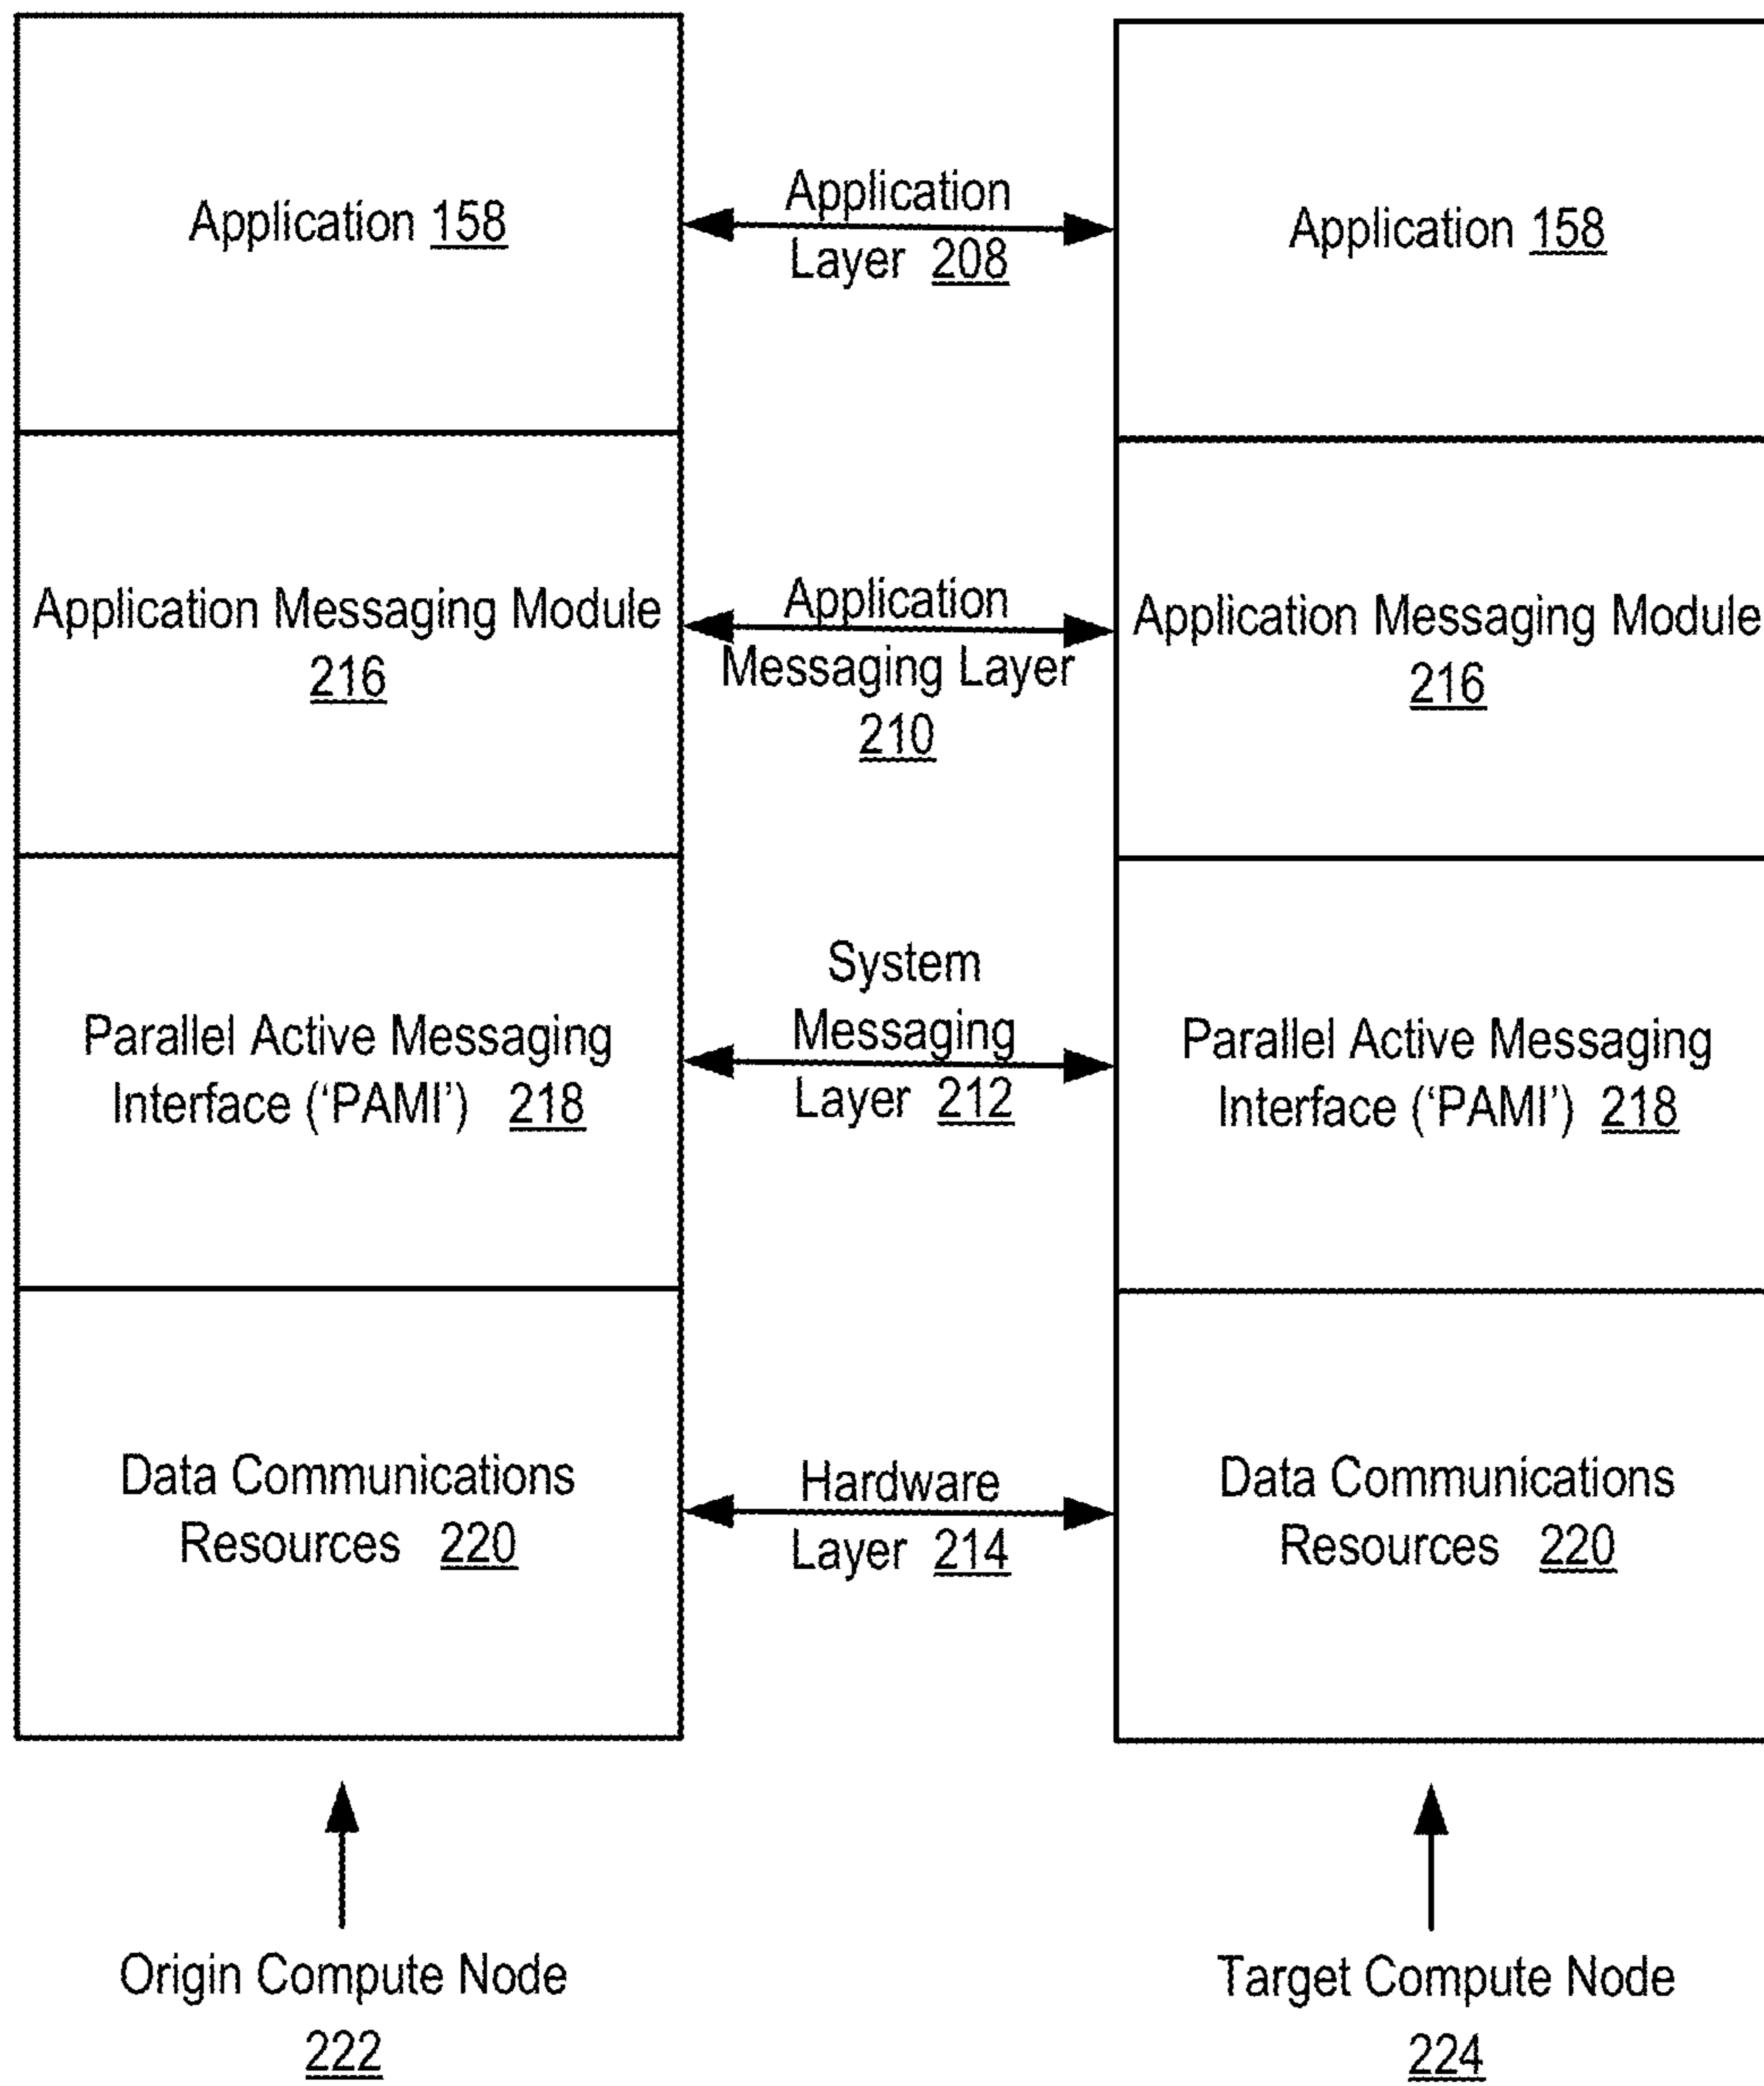 Application 158
Application
Layer 208
Application 158
Application Messaging Module
216
Application
Messaging Layer
210
Application Messaging Module
216
Parallel Active Messaging
Interface (‘PAMI’) 218
System
Messaging
Layer 212
Parallel Active Messaging
Interface (‘PAMI’) 218
Data Communications
Resources 220
Hardware
Layer 214
Data Communications
Resources 220
Origin Compute Node
222
Target Compute Node
224